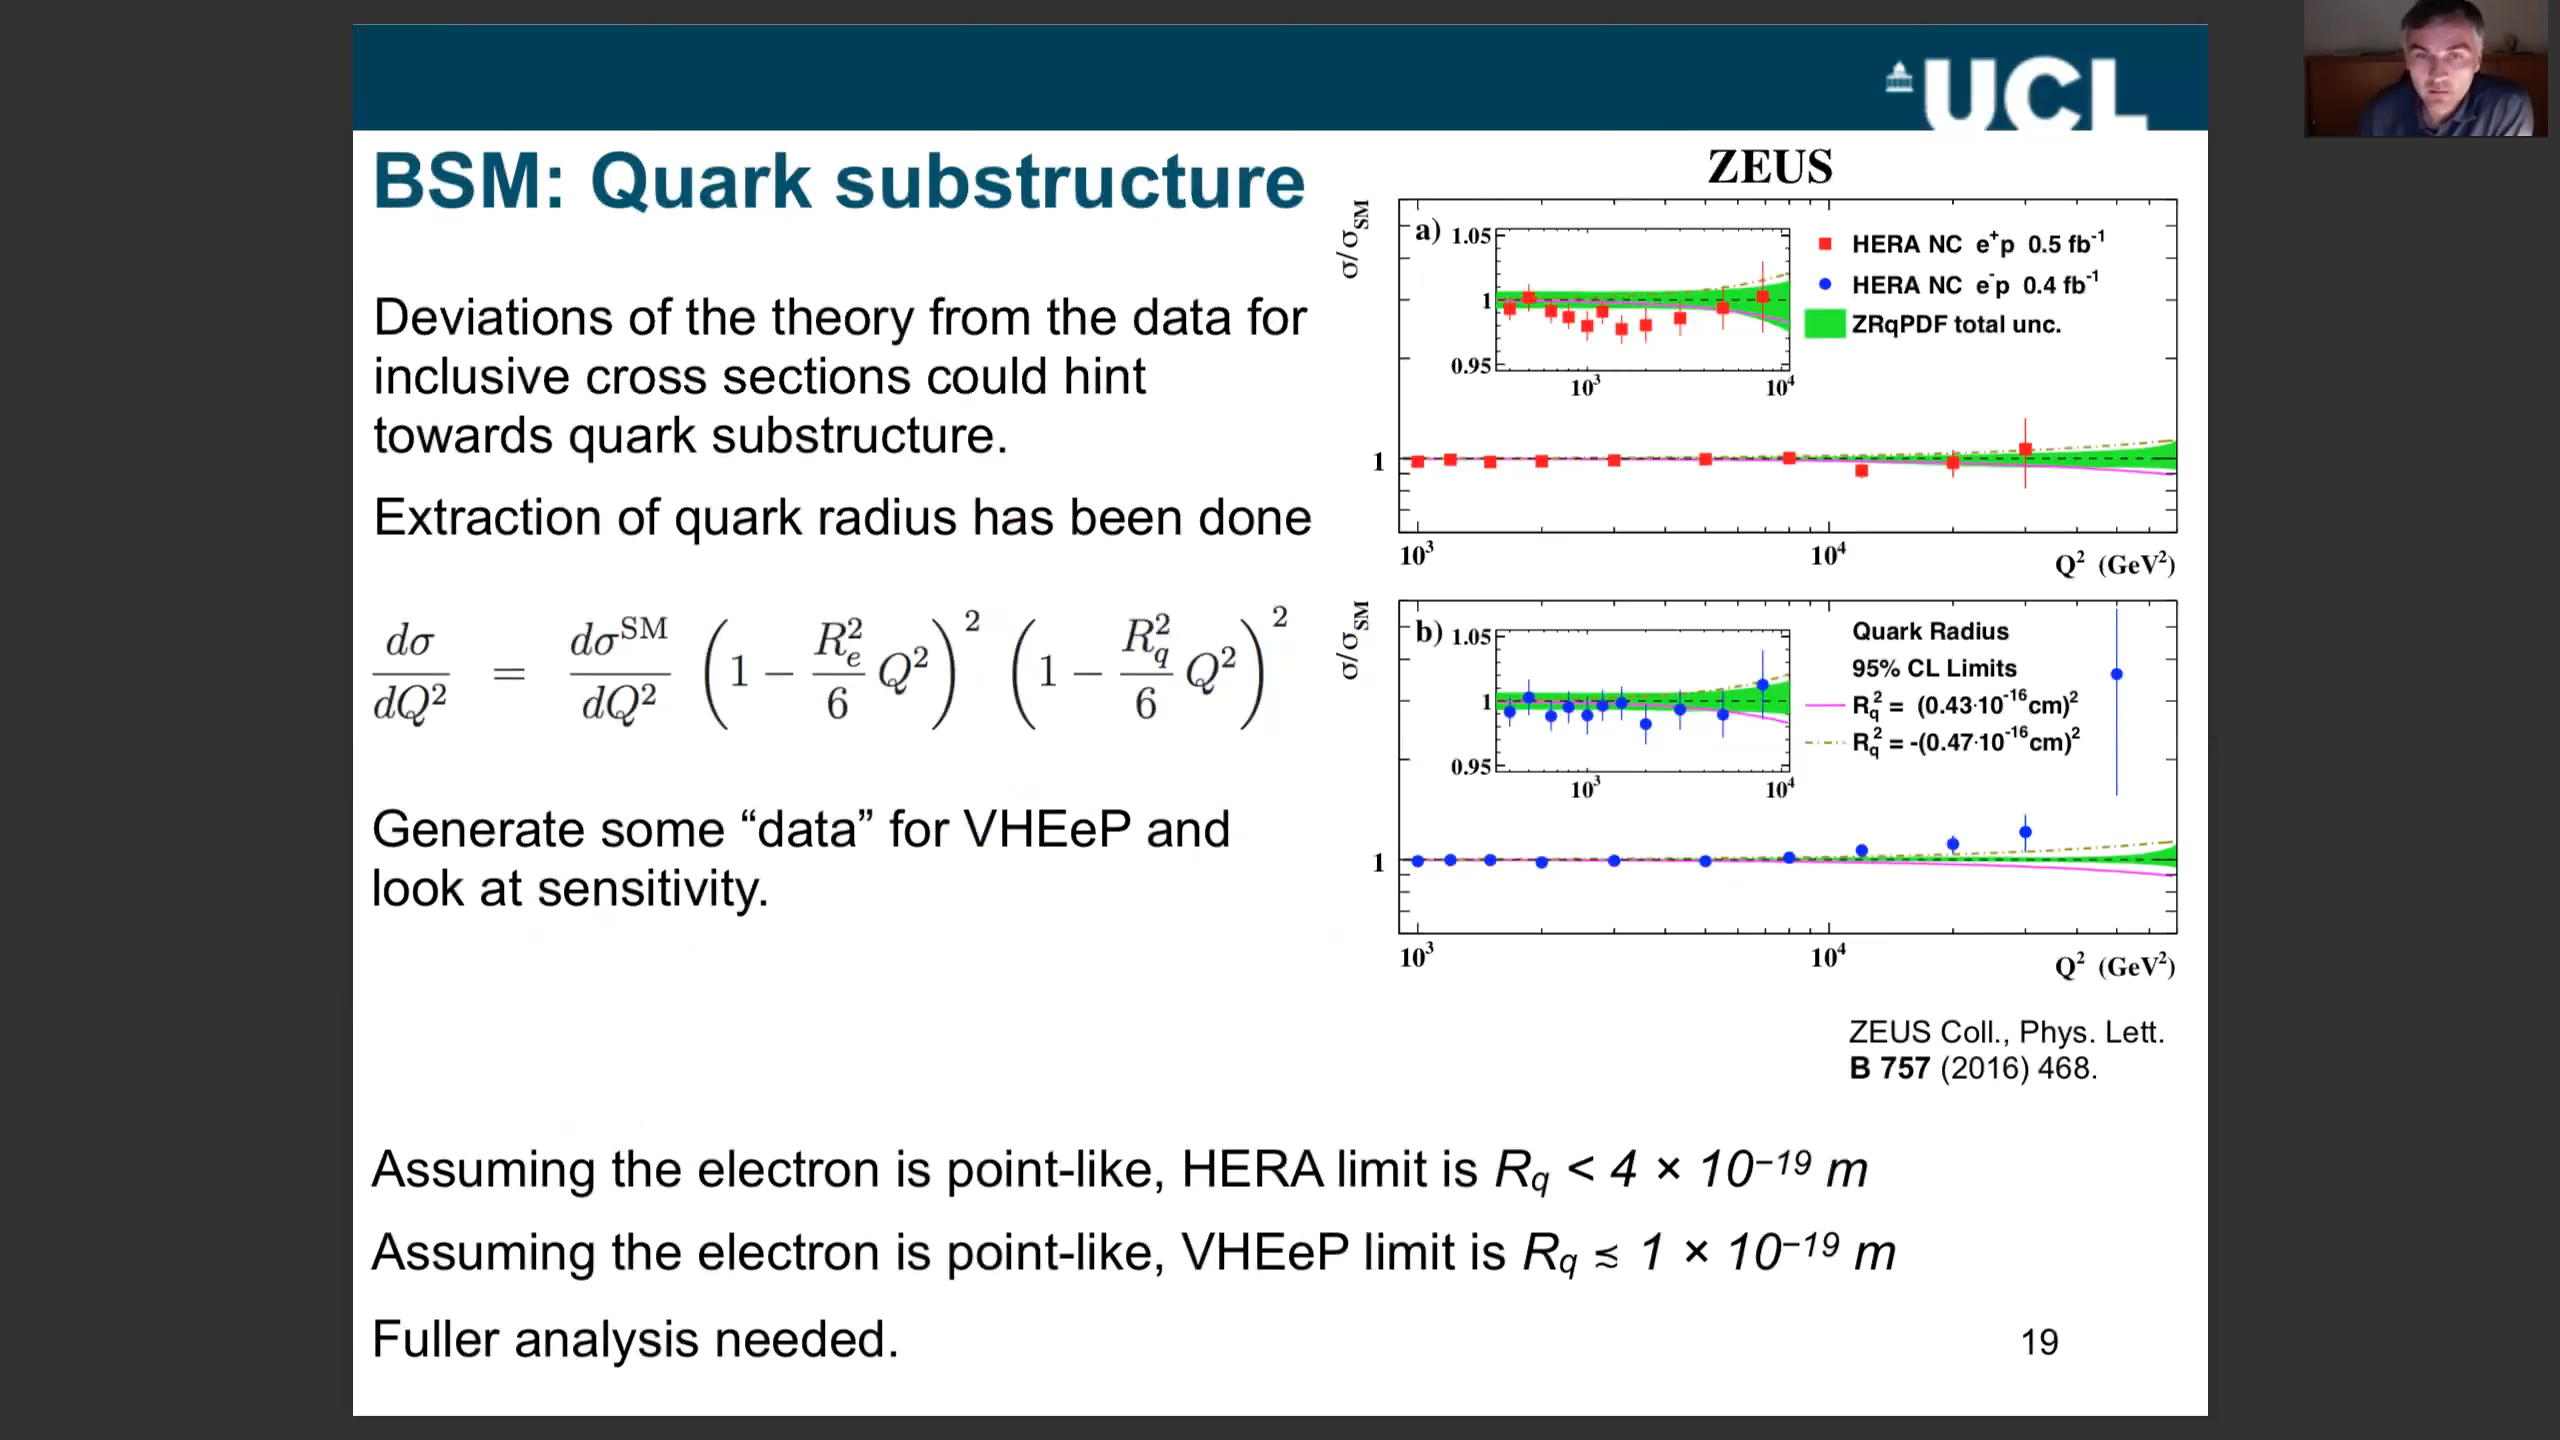 UCL
BSM: Quark substructure
Deviations of the theory from the data for
inclusive cross sections could hint
towards quark substructure.
Extraction of quark radius has been done
dσ/dQ² = dσ^SM/dQ² (1 − R_e²/6 Q²)² (1 − R_q²/6 Q²)²
Generate some “data” for VHEeP and
look at sensitivity.
ZEUS
σ/σ_SM
a)
1.05
1
0.95
10³ 10⁴
HERA NC e⁺p 0.5 fb⁻¹
HERA NC e⁻p 0.4 fb⁻¹
ZRqPDF total unc.
1
10³ 10⁴
Q² (GeV²)
σ/σ_SM
b)
1.05
1
0.95
10³ 10⁴
Quark Radius
95% CL Limits
R_q² = (0.43·10⁻¹⁶cm)²
R_q² = -(0.47·10⁻¹⁶cm)²
1
10³ 10⁴
Q² (GeV²)
ZEUS Coll., Phys. Lett.
B 757 (2016) 468.
Assuming the electron is point-like, HERA limit is R_q < 4 × 10⁻¹⁹ m
Assuming the electron is point-like, VHEeP limit is R_q ≲ 1 × 10⁻¹⁹ m
Fuller analysis needed.
19